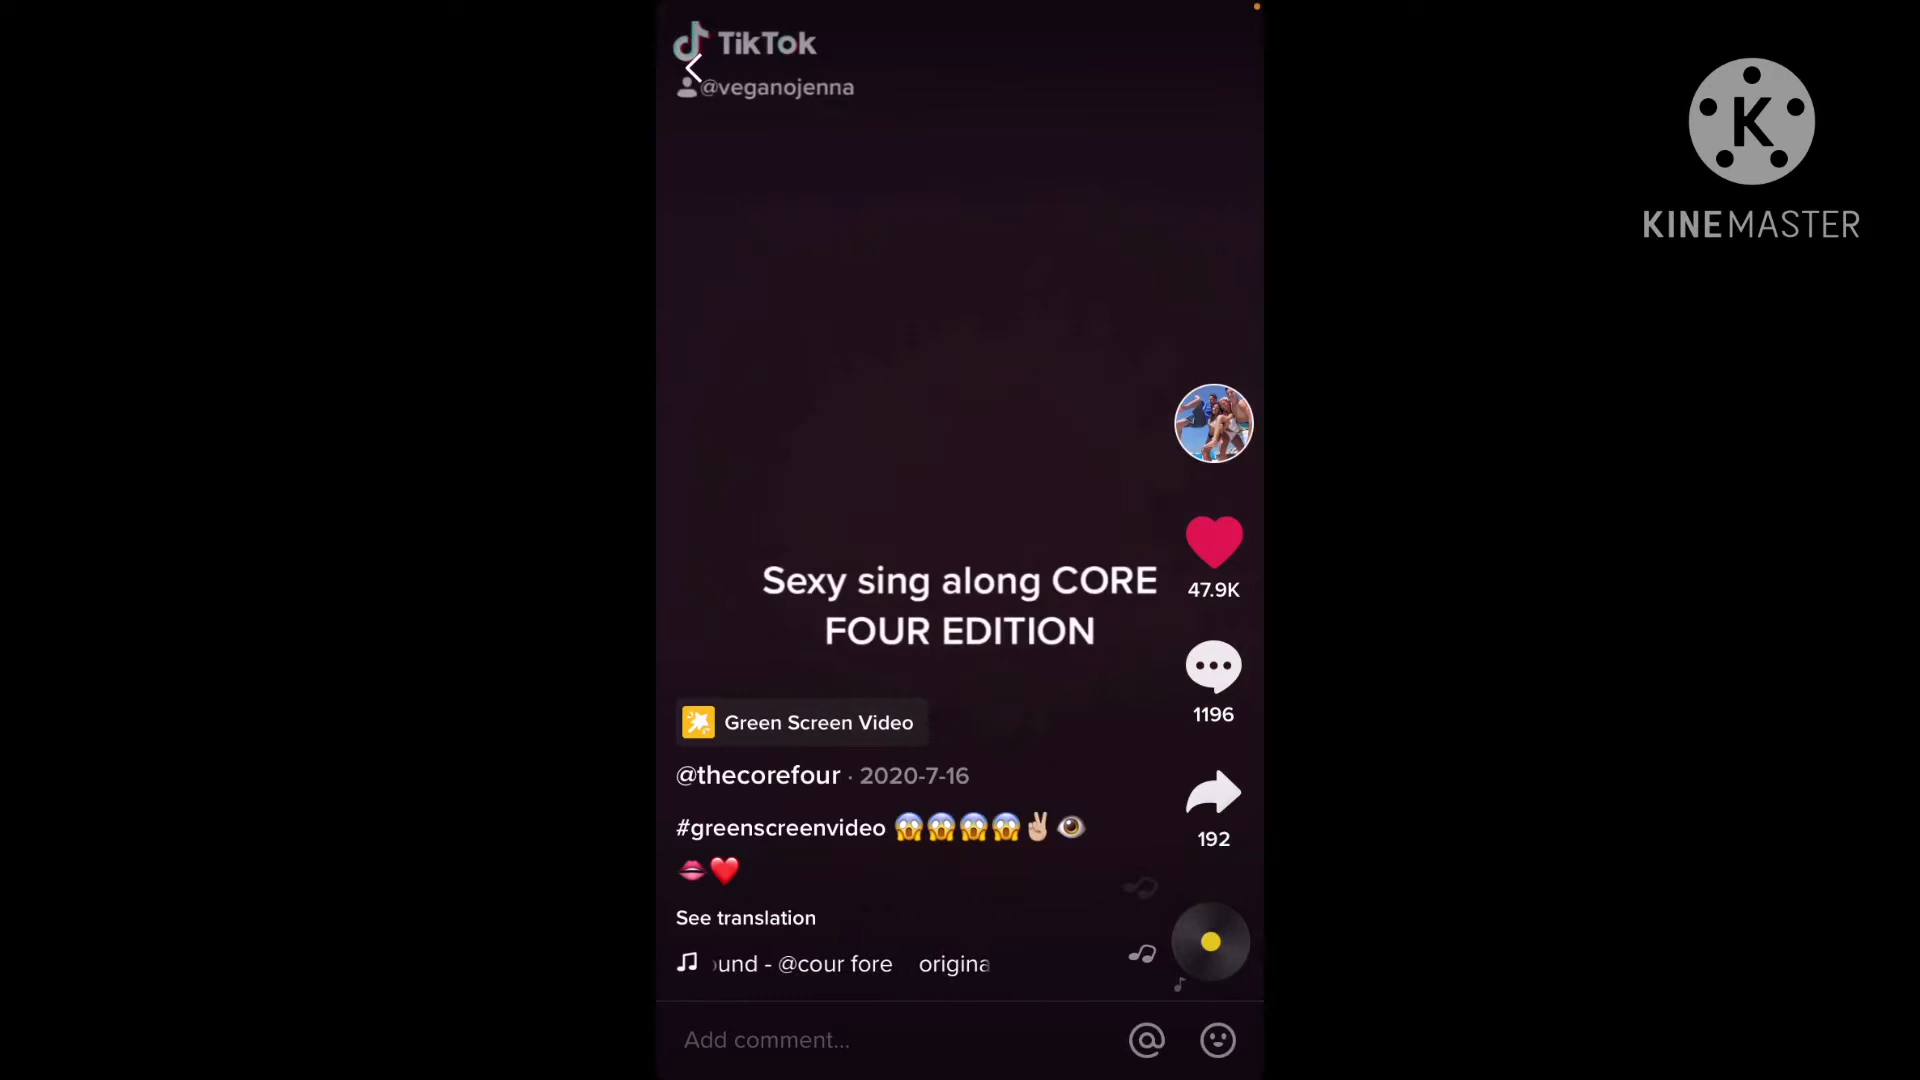 TikTok
@veganojenna
K
KINEMASTER
Sexy sing along CORE
FOUR EDITION
47.9K
1196
192
Green Screen Video
@thecorefour · 2020-7-16
#greenscreenvideo 😱😱😱😱✌🏼👁️
👄❤️
See translation
ound - @cour fore origina
Add comment...